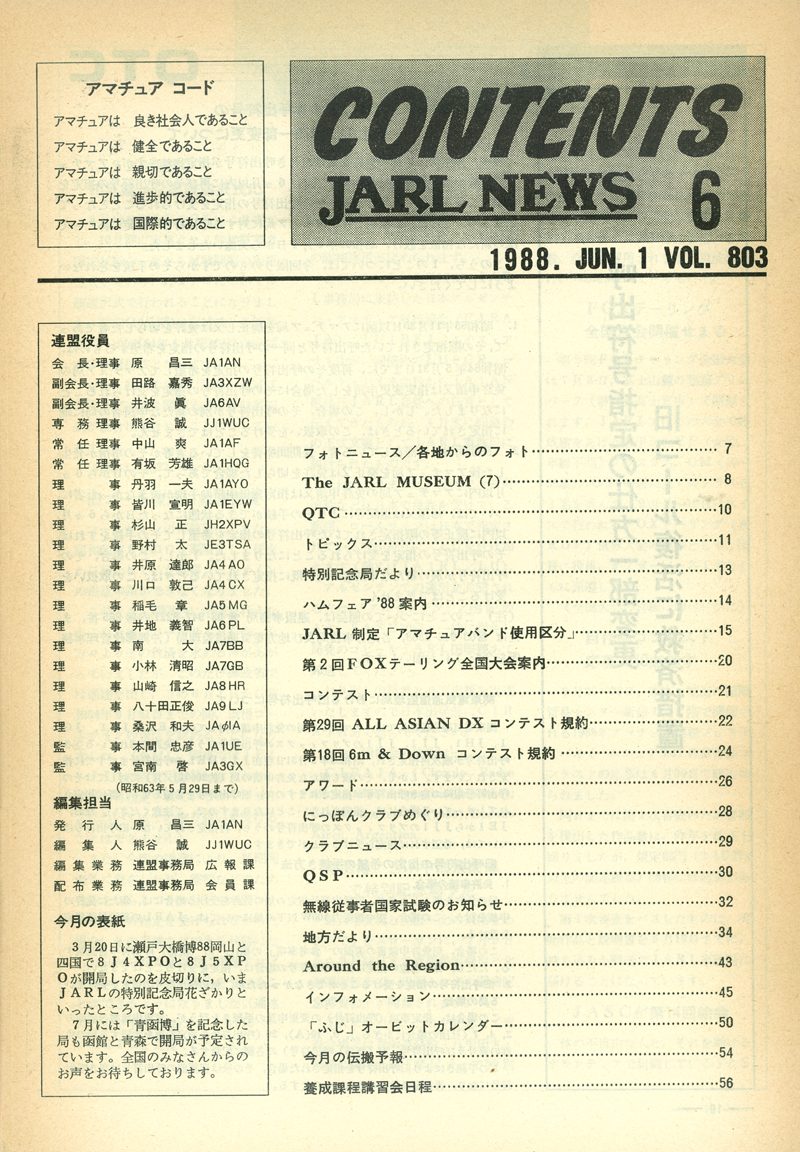 アマチュア コード
アマチュアは 良き社会人であること
アマチュアは 健全であること
アマチュアは 親切であること
アマチュアは 進歩的であること
アマチュアは 国際的であること
CONTENTS
JARL NEWS 6
1988. JUN. 1 VOL. 803
連盟役員
会長・理事 原 昌三 JA1AN
副会長・理事 田路 嘉秀 JA3XZW
副会長・理事 井波 眞 JA6AV
専務理事 熊谷 誠 JJ1WUC
常任理事 中山 爽 JA1AF
常任理事 有坂 芳雄 JA1HQG
理事 丹羽 一夫 JA1AYO
理事 皆川 宣明 JA1EYW
理事 杉山 正 JH2XPV
理事 野村 太 JE3TSA
理事 井原 達郎 JA4AO
理事 川口 敦己 JA4CX
理事 稲毛 章 JA5MG
理事 井地 義智 JA6PL
理事 南 大 JA7BB
理事 小林 清昭 JA7GB
理事 山崎 信之 JA8HR
理事 八十田正俊 JA9LJ
理事 桑沢 和夫 JAφIA
監事 本間 忠彦 JA1UE
監事 宮南 啓 JA3GX
(昭和63年5月29日まで)
編集担当
発行人 原 昌三 JA1AN
編集人 熊谷 誠 JJ1WUC
編集業務 連盟事務局 広報課
配布業務 連盟事務局 会員課
今月の表紙
3月20日に瀬戸大橋博88岡山と
四国で8J4XPOと8J5XP
Oが開局したのを皮切りに,いま
JARLの特別記念局花ざかりと
いったところです。
7月には「青函博」を記念した
局も函館と青森で開局が予定され
ています。全国のみなさんからの
お声をお待ちしております。
フォトニュース／各地からのフォト……………7
The JARL MUSEUM (7)……………8
QTC……………10
トピックス……………11
特別記念局だより……………13
ハムフェア'88案内……………14
JARL制定「アマチュアバンド使用区分」……………15
第2回FOXテーリング全国大会案内……………20
コンテスト……………21
第29回 ALL ASIAN DX コンテスト規約……………22
第18回 6m & Down コンテスト規約……………24
アワード……………26
にっぽんクラブめぐり……………28
クラブニュース……………29
QSP……………30
無線従事者国家試験のお知らせ……………32
地方だより……………34
Around the Region……………43
インフォメーション……………45
「ふじ」オービットカレンダー……………50
今月の伝搬予報……………54
養成課程講習会日程……………56